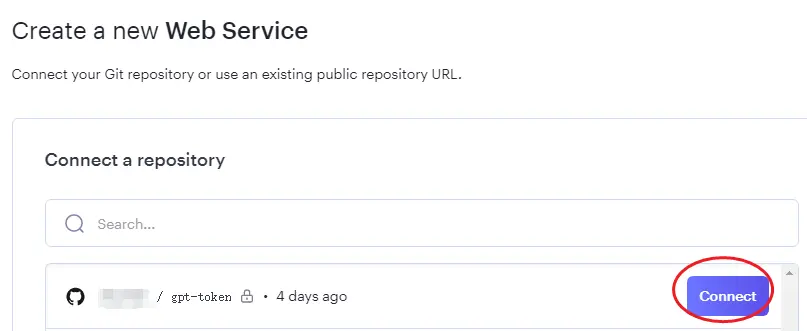 Create a new Web Service
Connect your Git repository or use an existing public repository URL.
Connect a repository
Search...
/ gpt-token • 4 days ago
Connect